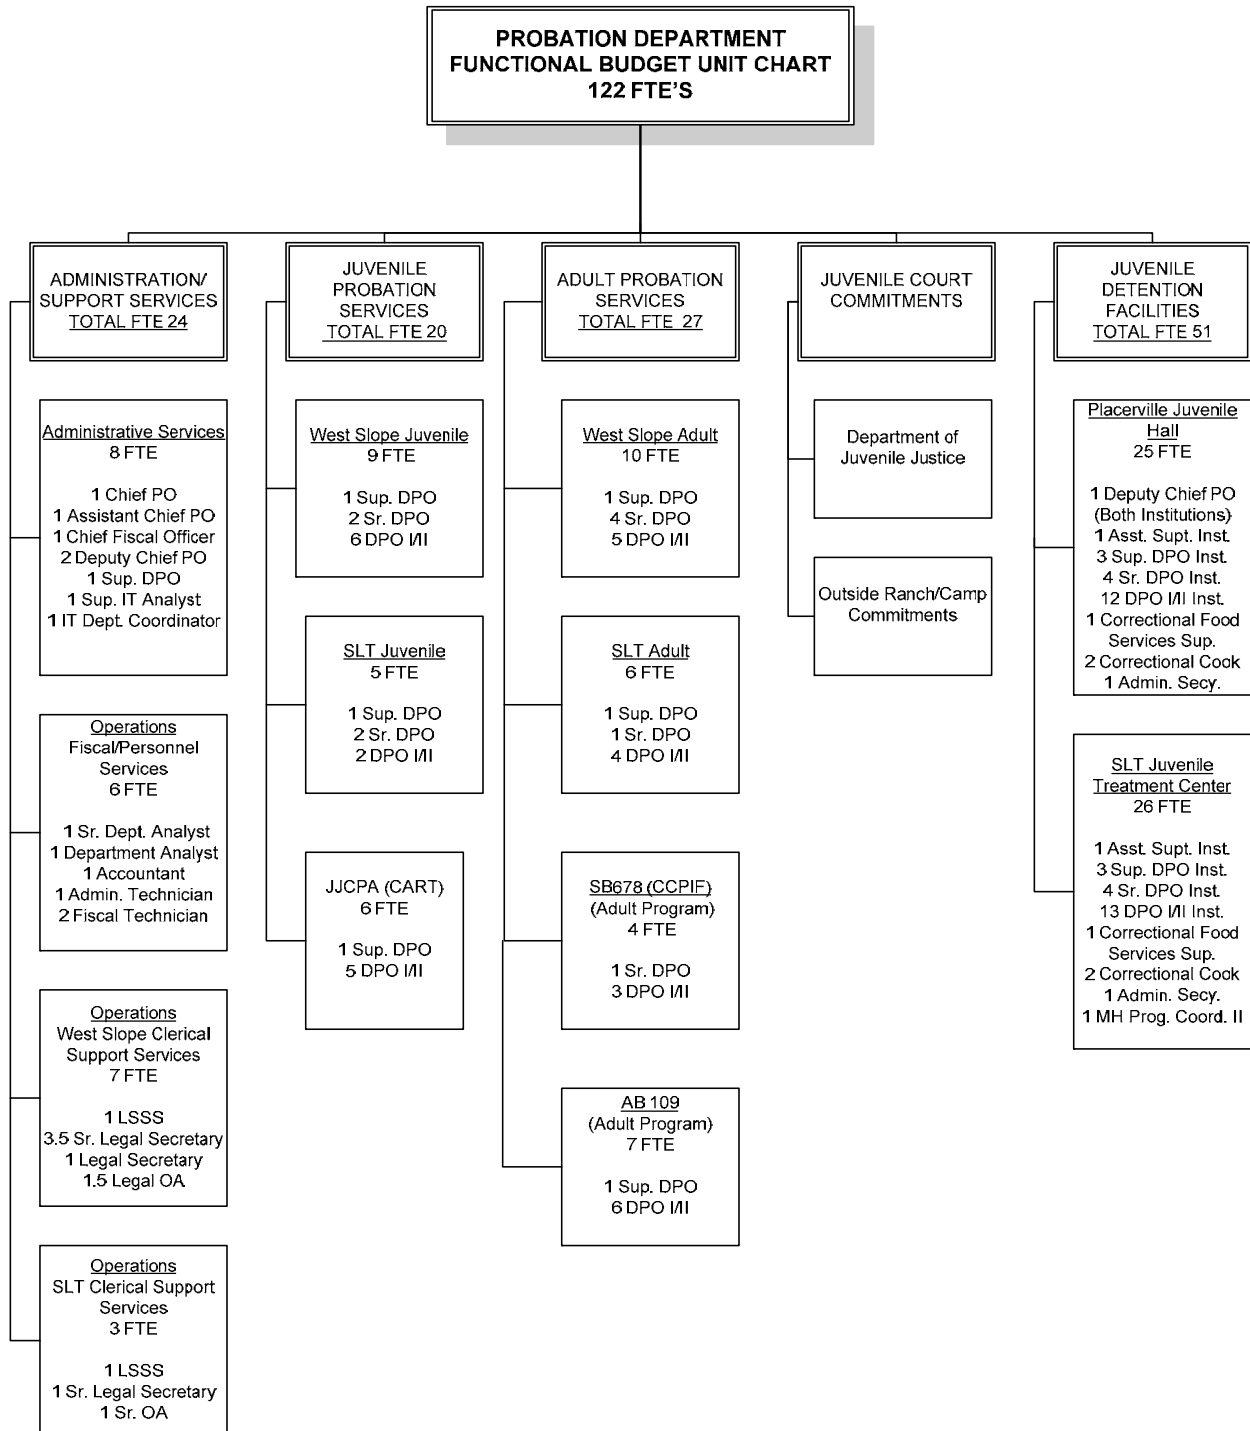 PROBATION DEPARTMENT
FUNCTIONAL BUDGET UNIT CHART
122 FTE'S
ADMINISTRATION/
SUPPORT SERVICES
TOTAL FTE 24
Administrative Services
8 FTE
1 Chief PO
1 Assistant Chief PO
1 Chief Fiscal Officer
2 Deputy Chief PO
1 Sup. DPO
1 Sup. IT Analyst
1 IT Dept. Coordinator
Operations
Fiscal/Personnel
Services
6 FTE
1 Sr. Dept. Analyst
1 Department Analyst
1 Accountant
1 Admin. Technician
2 Fiscal Technician
Operations
West Slope Clerical
Support Services
7 FTE
1 LSSS
3.5 Sr. Legal Secretary
1 Legal Secretary
1.5 Legal OA
Operations
SLT Clerical Support
Services
3 FTE
1 LSSS
1 Sr. Legal Secretary
1 Sr. OA
JUVENILE
PROBATION
SERVICES
TOTAL FTE 20
West Slope Juvenile
9 FTE
1 Sup. DPO
2 Sr. DPO
6 DPO I/II
SLT Juvenile
5 FTE
1 Sup. DPO
2 Sr. DPO
2 DPO I/II
JJCPA (CART)
6 FTE
1 Sup. DPO
5 DPO I/II
ADULT PROBATION
SERVICES
TOTAL FTE 27
West Slope Adult
10 FTE
1 Sup. DPO
4 Sr. DPO
5 DPO I/II
SLT Adult
6 FTE
1 Sup. DPO
1 Sr. DPO
4 DPO I/II
SB678 (CCPIF)
(Adult Program)
4 FTE
1 Sr. DPO
3 DPO I/II
AB 109
(Adult Program)
7 FTE
1 Sup. DPO
6 DPO I/II
JUVENILE COURT
COMMITMENTS
Department of
Juvenile Justice
Outside Ranch/Camp
Commitments
JUVENILE
DETENTION
FACILITIES
TOTAL FTE 51
Placerville Juvenile
Hall
25 FTE
1 Deputy Chief PO
(Both Institutions)
1 Asst. Supt. Inst.
3 Sup. DPO Inst.
4 Sr. DPO Inst.
12 DPO I/II Inst.
1 Correctional Food
Services Sup.
2 Correctional Cook
1 Admin. Secy.
SLT Juvenile
Treatment Center
26 FTE
1 Asst. Supt. Inst.
3 Sup. DPO Inst.
4 Sr. DPO Inst.
13 DPO I/II Inst.
1 Correctional Food
Services Sup.
2 Correctional Cook
1 Admin. Secy.
1 MH Prog. Coord. II